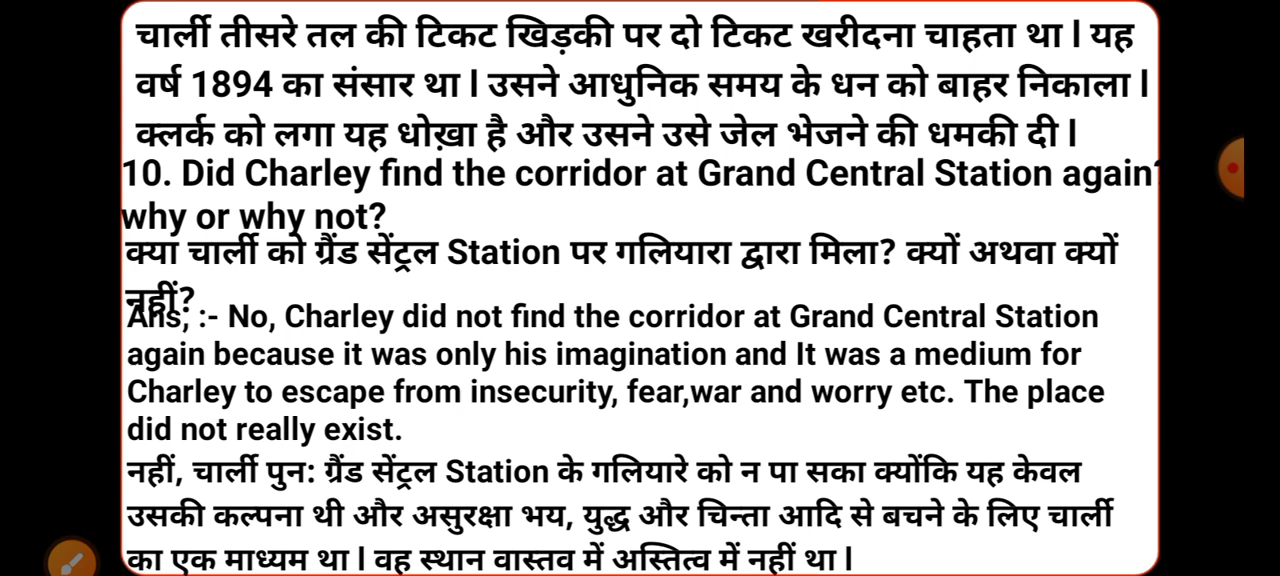 चार्ली तीसरे तल की टिकट खिड़की पर दो टिकट खरीदना चाहता था l यह
वर्ष 1894 का संसार था l उसने आधुनिक समय के धन को बाहर निकाला l
क्लर्क को लगा यह धोख़ा है और उसने उसे जेल भेजने की धमकी दी l
10. Did Charley find the corridor at Grand Central Station again?
why or why not?
क्या चार्ली को ग्रैंड सेंट्रल Station पर गलियारा द्वारा मिला? क्यों अथवा क्यों
नहीं?
Ans, :- No, Charley did not find the corridor at Grand Central Station
again because it was only his imagination and It was a medium for
Charley to escape from insecurity, fear,war and worry etc. The place
did not really exist.
नहीं, चार्ली पुन: ग्रैंड सेंट्रल Station के गलियारे को न पा सका क्योंकि यह केवल
उसकी कल्पना थी और असुरक्षा भय, युद्ध और चिन्ता आदि से बचने के लिए चार्ली
का एक माध्यम था l वह स्थान वास्तव में अस्तित्व में नहीं था l